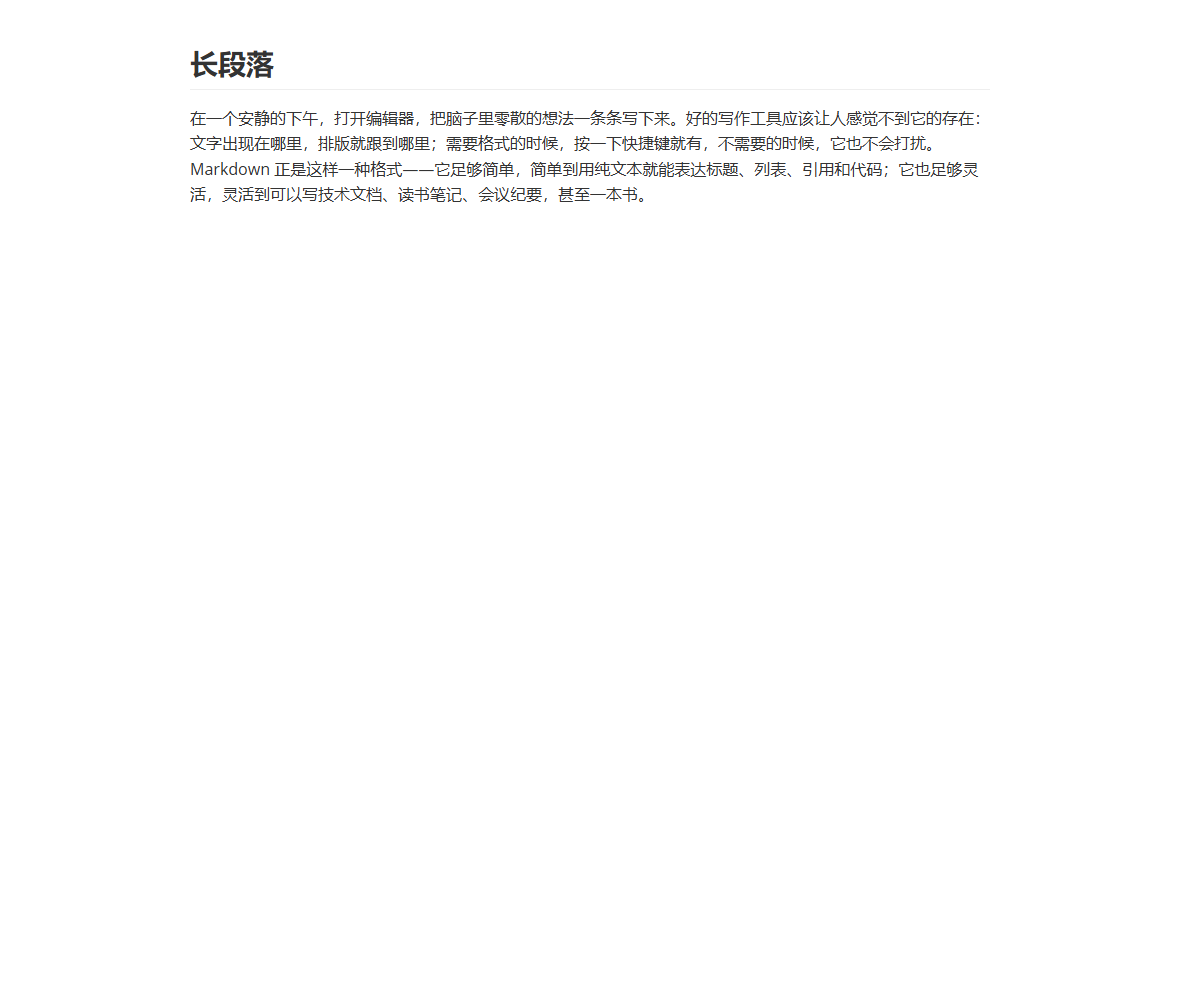 长段落
在一个安静的下午，打开编辑器，把脑子里零散的想法一条条写下来。好的写作工具应该让人感觉不到它的存在：
文字出现在哪里，排版就跟到哪里；需要格式的时候，按一下快捷键就有，不需要的时候，它也不会打扰。
Markdown 正是这样一种格式——它足够简单，简单到用纯文本就能表达标题、列表、引用和代码；它也足够灵
活，灵活到可以写技术文档、读书笔记、会议纪要，甚至一本书。